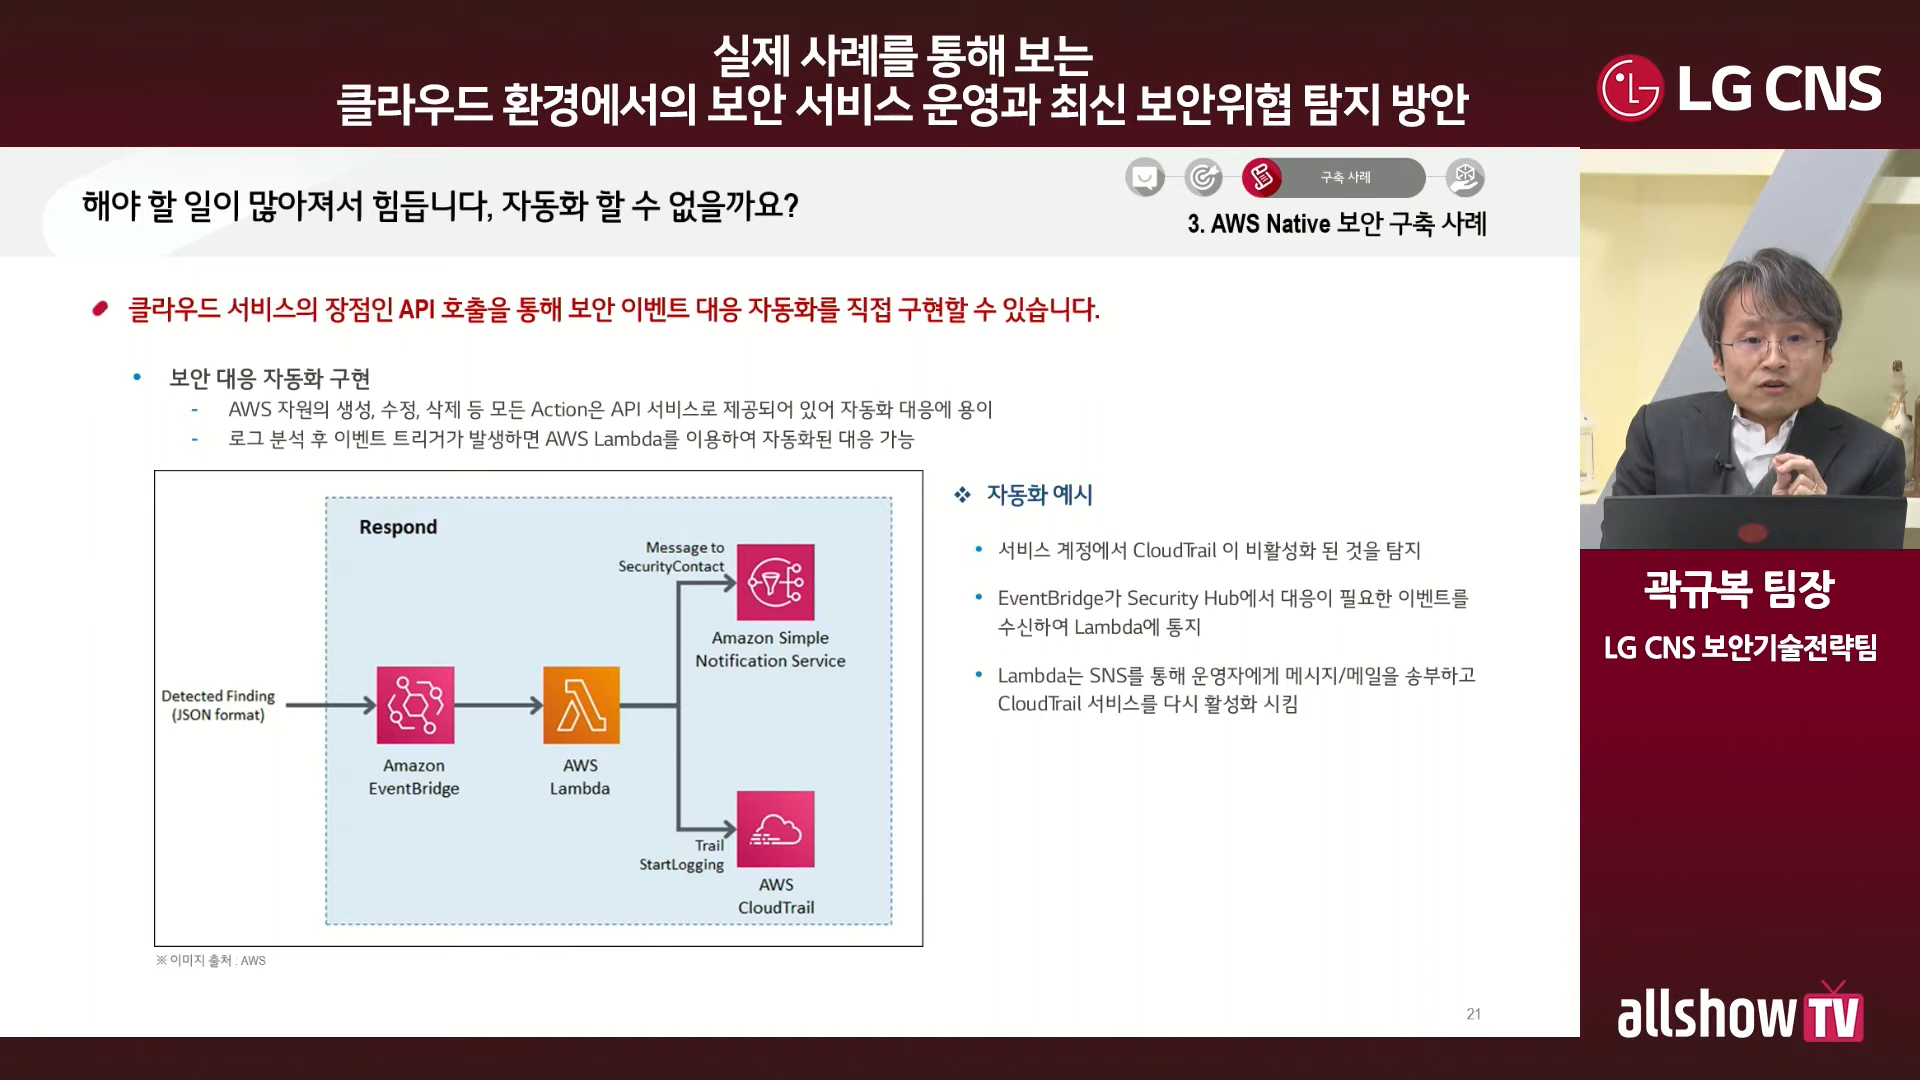 실제 사례를 통해 보는
클라우드 환경에서의 보안 서비스 운영과 최신 보안위협 탐지 방안
LG CNS
해야 할 일이 많아져서 힘듭니다, 자동화 할 수 없을까요?
구축 사례
3. AWS Native 보안 구축 사례
클라우드 서비스의 장점인 API 호출을 통해 보안 이벤트 대응 자동화를 직접 구현할 수 있습니다.
• 보안 대응 자동화 구현
- AWS 자원의 생성, 수정, 삭제 등 모든 Action은 API 서비스로 제공되어 있어 자동화 대응에 용이
- 로그 분석 후 이벤트 트리거가 발생하면 AWS Lambda를 이용하여 자동화된 대응 가능
Respond
Message to
SecurityContact
Amazon Simple
Notification Service
Detected Finding
(JSON format)
Amazon
EventBridge
AWS
Lambda
Trail
StartLogging
AWS
CloudTrail
※ 이미지 출처 : AWS
❖ 자동화 예시
• 서비스 계정에서 CloudTrail 이 비활성화 된 것을 탐지
• EventBridge가 Security Hub에서 대응이 필요한 이벤트를
수신하여 Lambda에 통지
• Lambda는 SNS를 통해 운영자에게 메시지/메일을 송부하고
CloudTrail 서비스를 다시 활성화 시킴
21
곽규복 팀장
LG CNS 보안기술전략팀
allshow TV